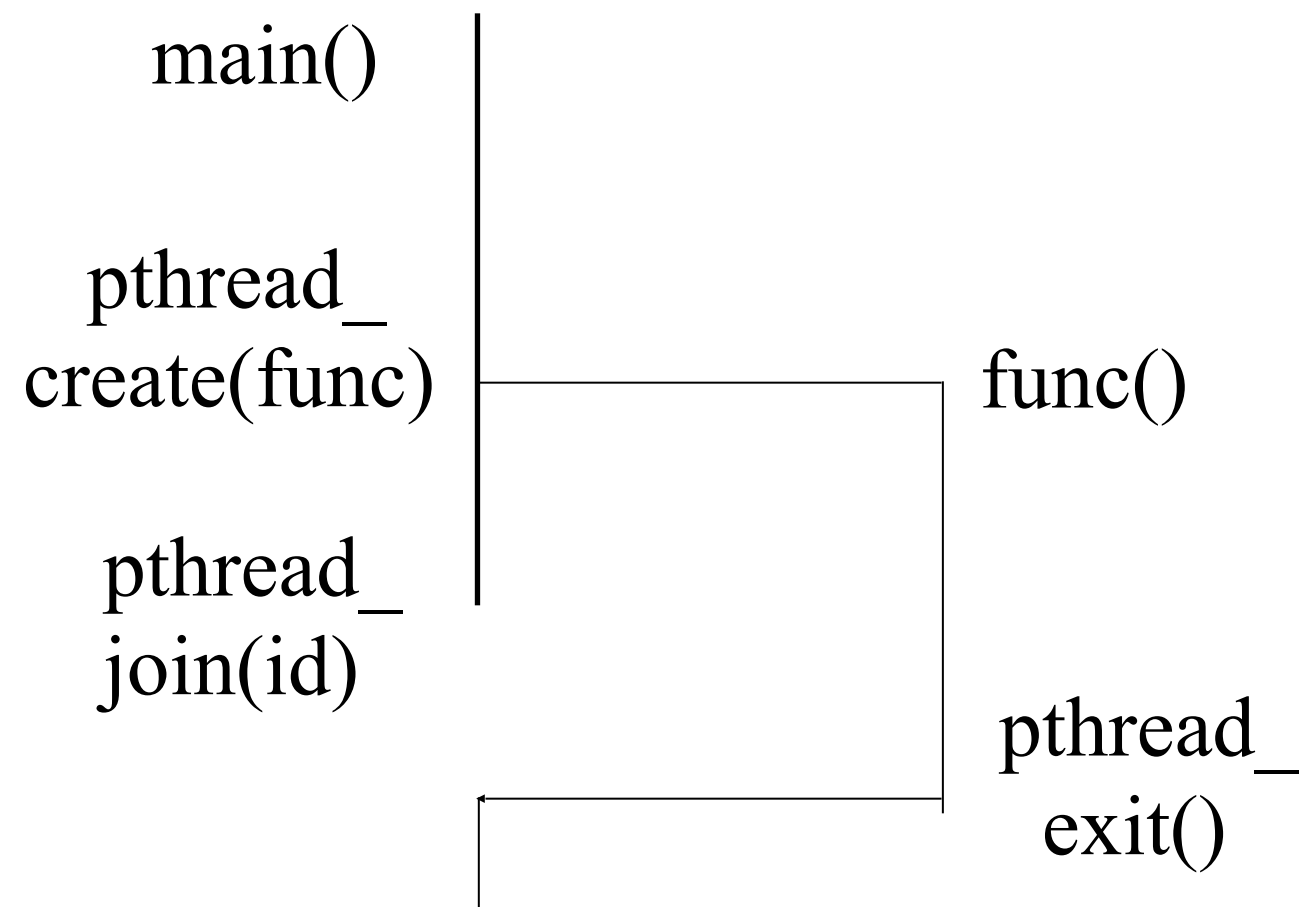 main()
pthread_
create(func)
func()
pthread_
join(id)
pthread_
exit()